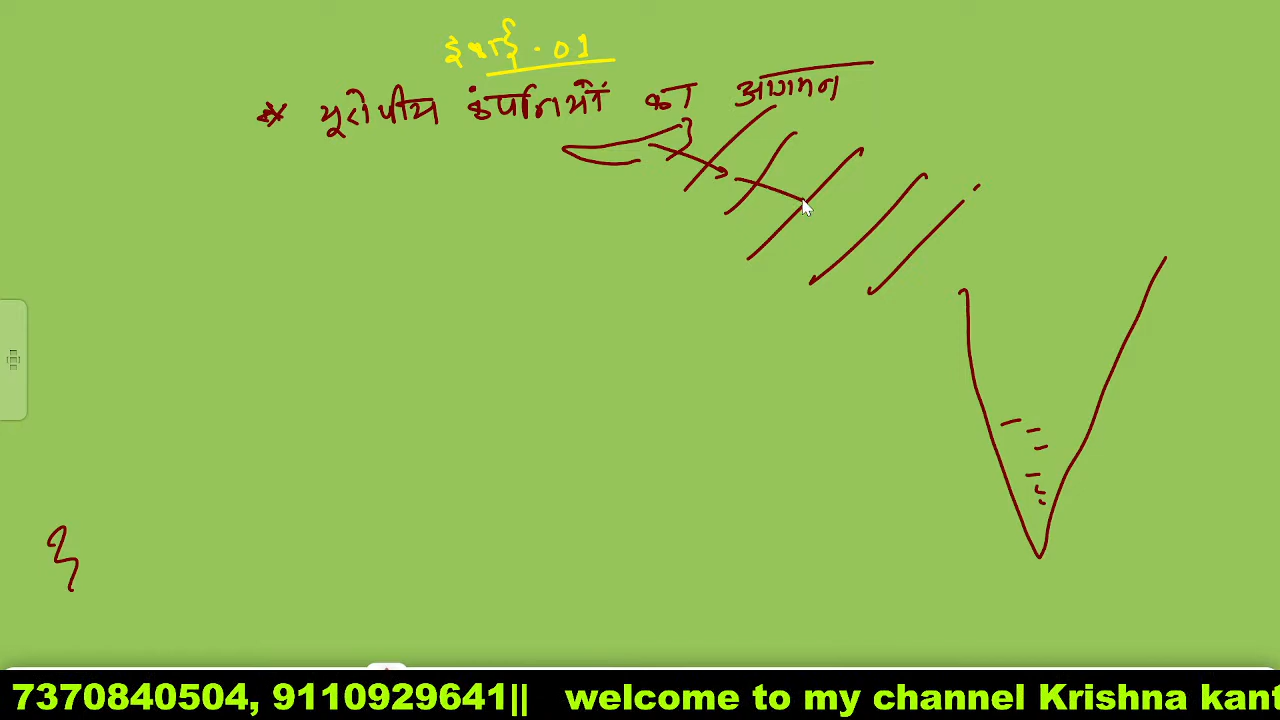 इकाई - 01
* यूरोपीय कंपनियों का आगमन
7370840504, 9110929641|| welcome to my channel Krishna kant